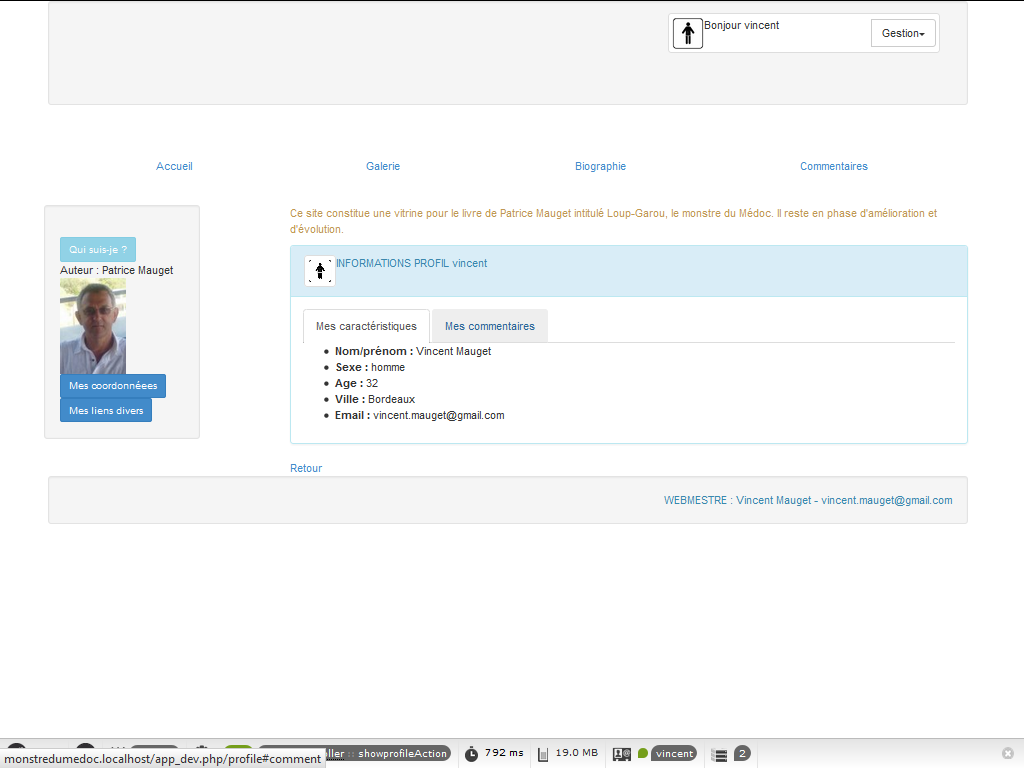 Bonjour vincent
Gestion
Accueil
Galerie
Biographie
Commentaires
Qui suis-je ?
Auteur : Patrice Mauget
Mes coordonnéees
Mes liens divers
Ce site constitue une vitrine pour le livre de Patrice Mauget intitulé Loup-Garou, le monstre du Médoc. Il reste en phase d'amélioration et
d'évolution.
INFORMATIONS PROFIL vincent
Mes caractéristiques
Mes commentaires
Nom/prénom : Vincent Mauget
Sexe : homme
Age : 32
Ville : Bordeaux
Email : vincent.mauget@gmail.com
Retour
WEBMESTRE : Vincent Mauget - vincent.mauget@gmail.com
:: showprofileAction
792 ms
19.0 MB
vincent
2
monstredumedoc.localhost/app_dev.php/profile#comment